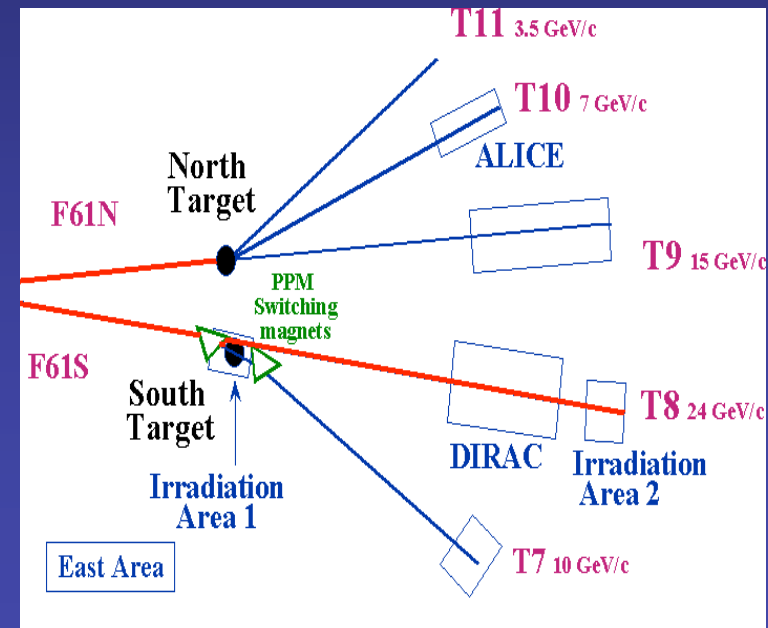 T11 3.5 GeV/c
T10 7 GeV/c
ALICE
North
Target
F61N
T9 15 GeV/c
PPM
Switching
magnets
F61S
South
Target
T8 24 GeV/c
DIRAC
Irradiation
Area 2
Irradiation
Area 1
East Area
T7 10 GeV/c